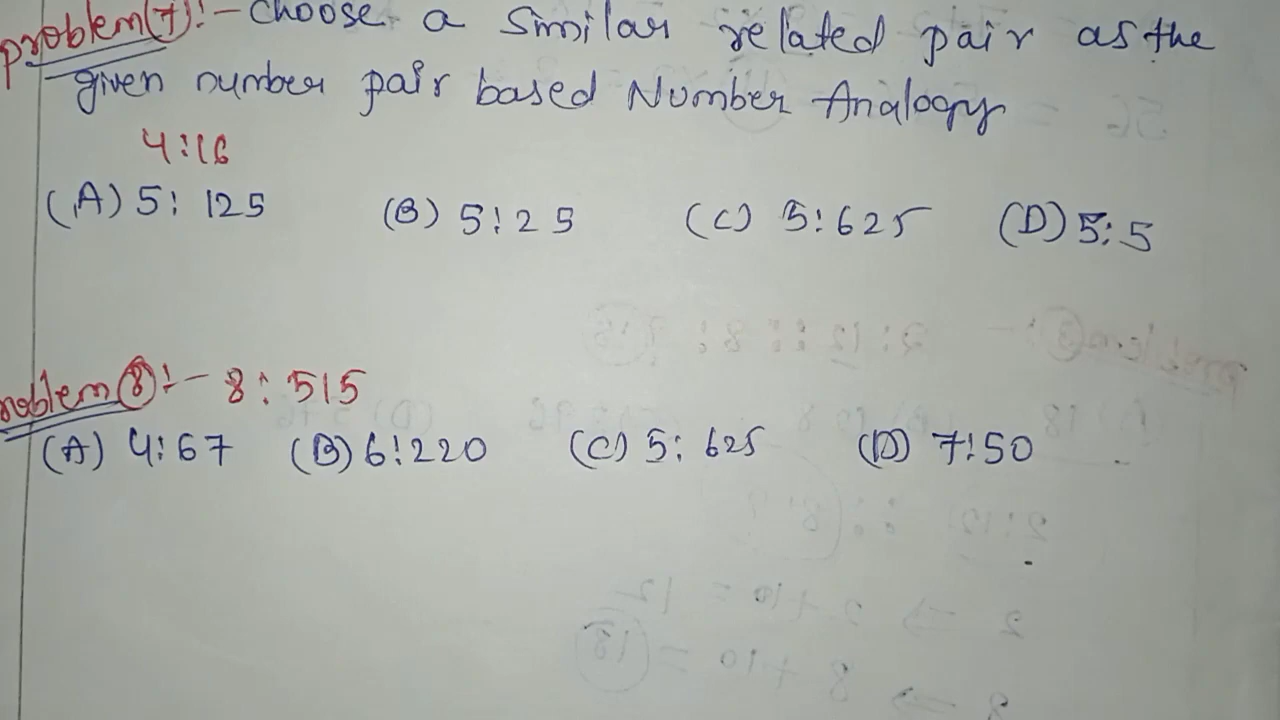 problem(7):- Choose a Similar related pair as the
given number pair based Number Analogy
4:16
(A) 5: 125 (B) 5:25 (C) 5:625 (D) 5:5
roblem(8):- 8: 515
(A) 4:67 (B) 6:220 (C) 5: 625 (D) 7:50